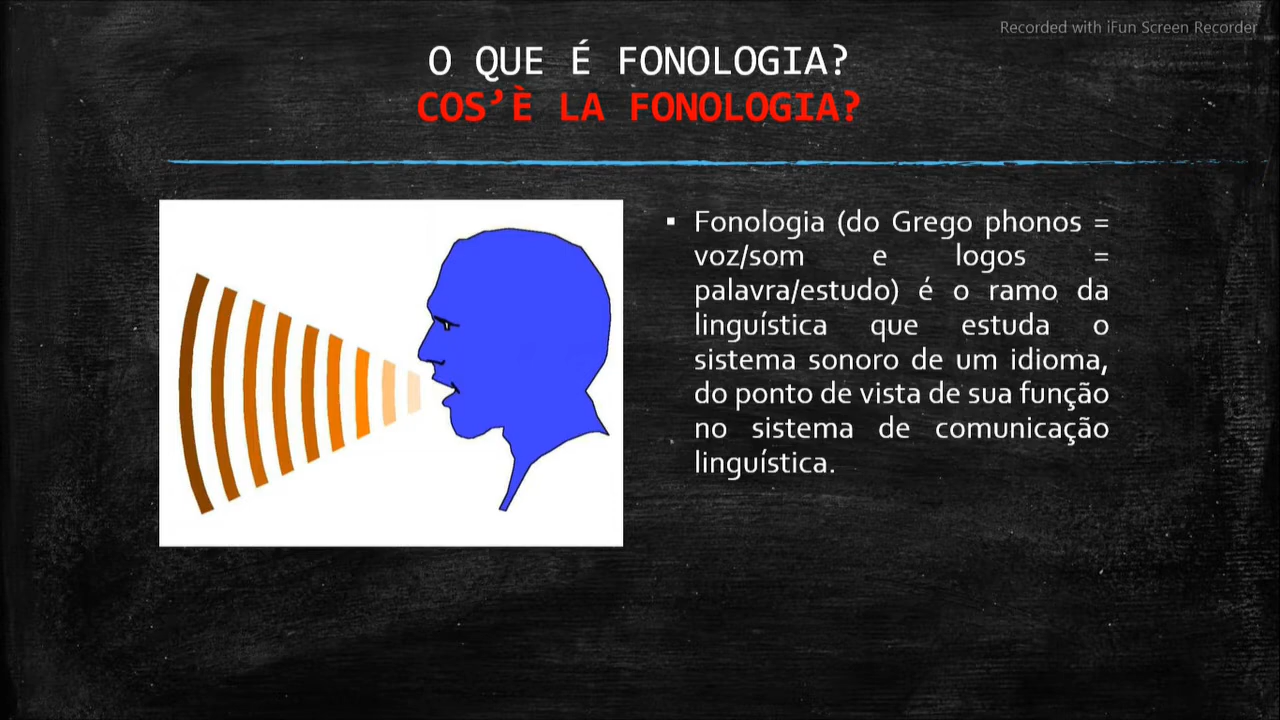 Recorded with iFun Screen Recorder
O QUE É FONOLOGIA?
COS’È LA FONOLOGIA?
▪ Fonologia (do Grego phonos =
voz/som e logos =
palavra/estudo) é o ramo da
linguística que estuda o
sistema sonoro de um idioma,
do ponto de vista de sua função
no sistema de comunicação
linguística.